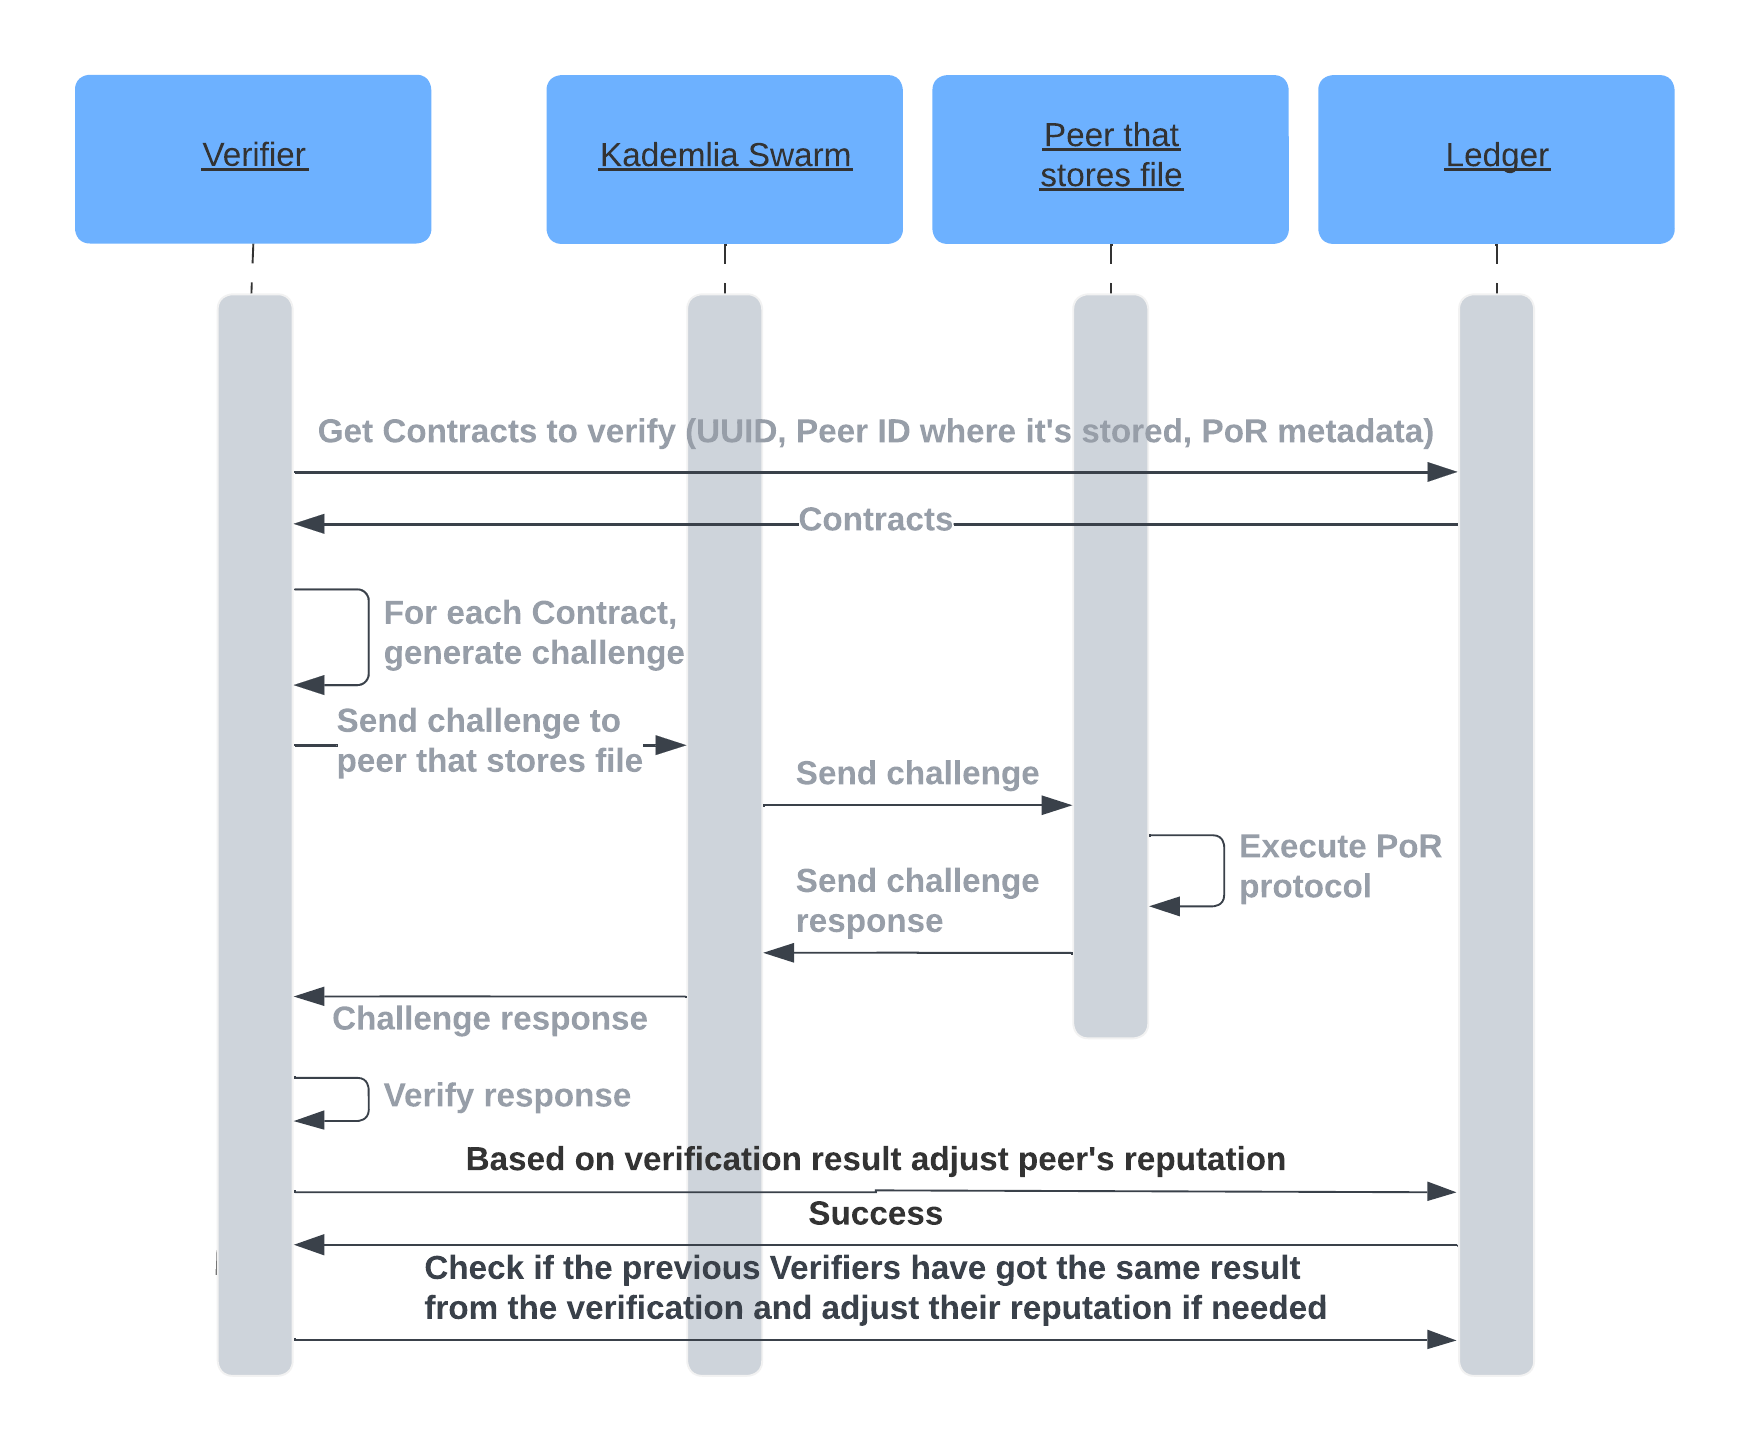 Verifier
Kademlia Swarm
Peer that
stores file
Ledger
Get Contracts to verify (UUID, Peer ID where it's stored, PoR metadata)
Contracts
For each Contract,
generate challenge
Send challenge to
peer that stores file
Send challenge
Execute PoR
protocol
Send challenge
response
Challenge response
Verify response
Based on verification result adjust peer's reputation
Success
Check if the previous Verifiers have got the same result
from the verification and adjust their reputation if needed